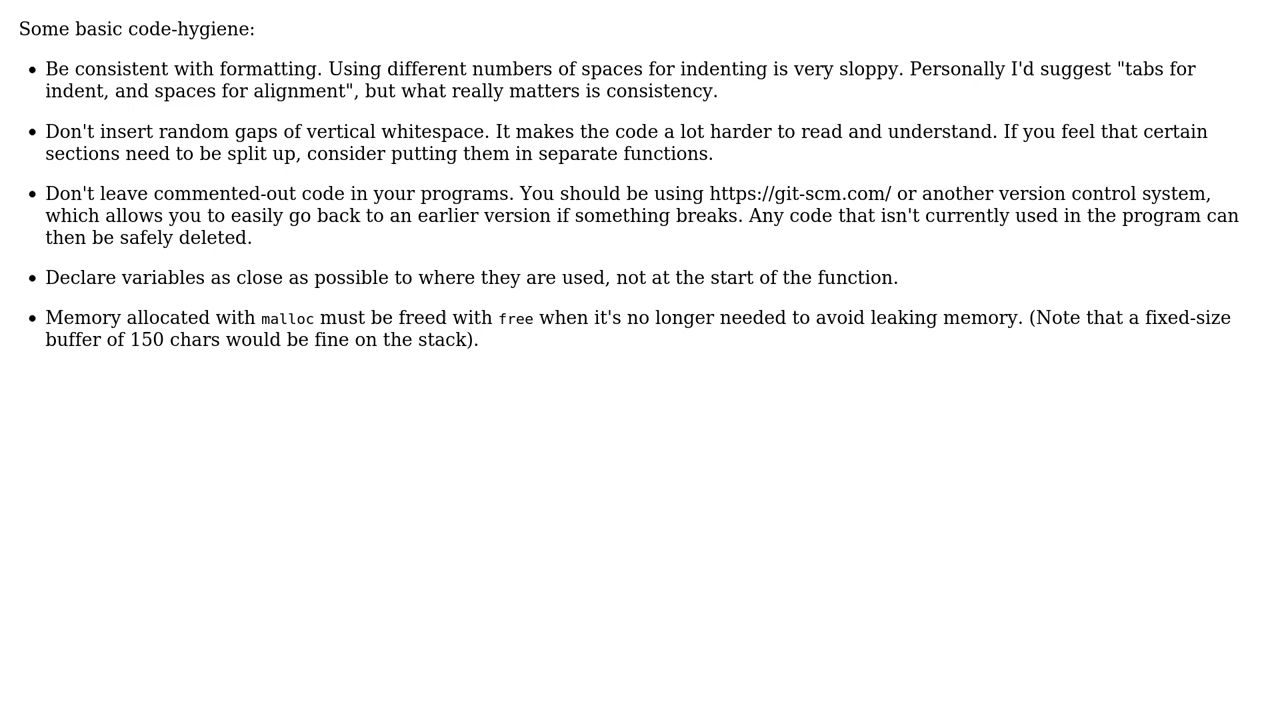 Some basic code-hygiene:
• Be consistent with formatting. Using different numbers of spaces for indenting is very sloppy. Personally I'd suggest "tabs for
indent, and spaces for alignment", but what really matters is consistency.
• Don't insert random gaps of vertical whitespace. It makes the code a lot harder to read and understand. If you feel that certain
sections need to be split up, consider putting them in separate functions.
• Don't leave commented-out code in your programs. You should be using https://git-scm.com/ or another version control system,
which allows you to easily go back to an earlier version if something breaks. Any code that isn't currently used in the program can
then be safely deleted.
• Declare variables as close as possible to where they are used, not at the start of the function.
• Memory allocated with malloc must be freed with free when it's no longer needed to avoid leaking memory. (Note that a fixed-size
buffer of 150 chars would be fine on the stack).